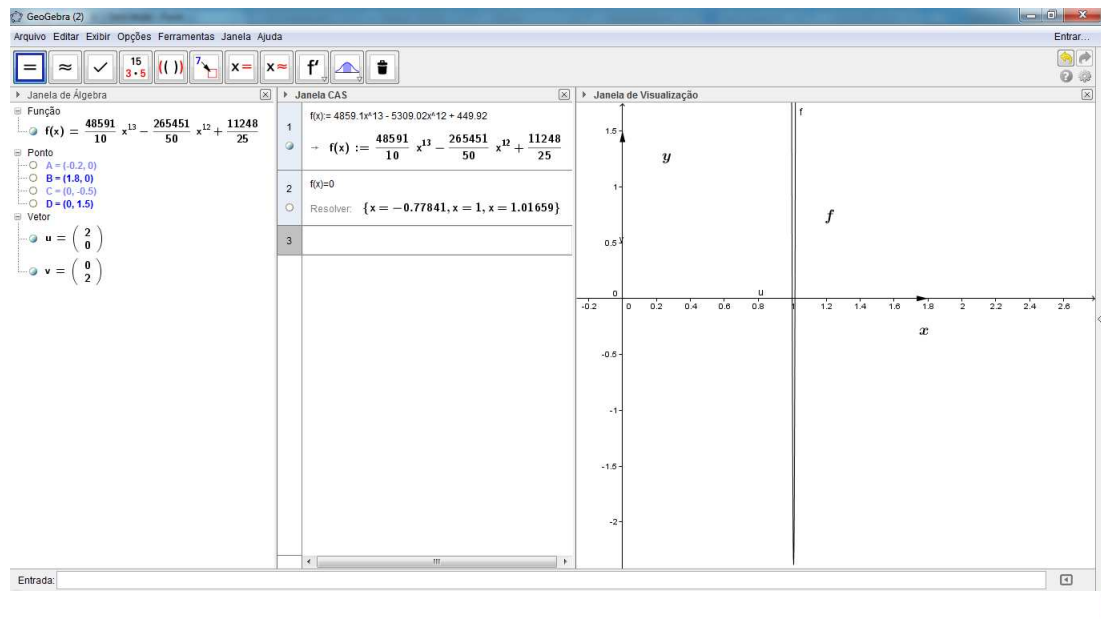 GeoGebra (2)
Arquivo Editar Exibir Opções Ferramentas Janela Ajuda
Entrar...
= ≈ ✓ 15 3·5 (( )) 7 x= x≈ f'
Janela de Álgebra
Função
f(x) = 48591/10 x^13 − 265451/50 x^12 + 11248/25
Ponto
A = (-0.2, 0)
B = (1.8, 0)
C = (0, -0.5)
D = (0, 1.5)
Vetor
u = ( 2 0 )
v = ( 0 2 )
Janela CAS
1
f(x):= 4859.1x^13 - 5309.02x^12 + 449.92
→ f(x) := 48591/10 x^13 − 265451/50 x^12 + 11248/25
2
f(x)=0
Resolver: {x = −0.77841, x = 1, x = 1.01659}
3
Janela de Visualização
f
1.5
y
1
f
0.5
v
0
u
-0.2 0 0.2 0.4 0.6 0.8 1 1.2 1.4 1.6 1.8 2 2.2 2.4 2.6
x
-0.5
-1
-1.5
-2
Entrada: